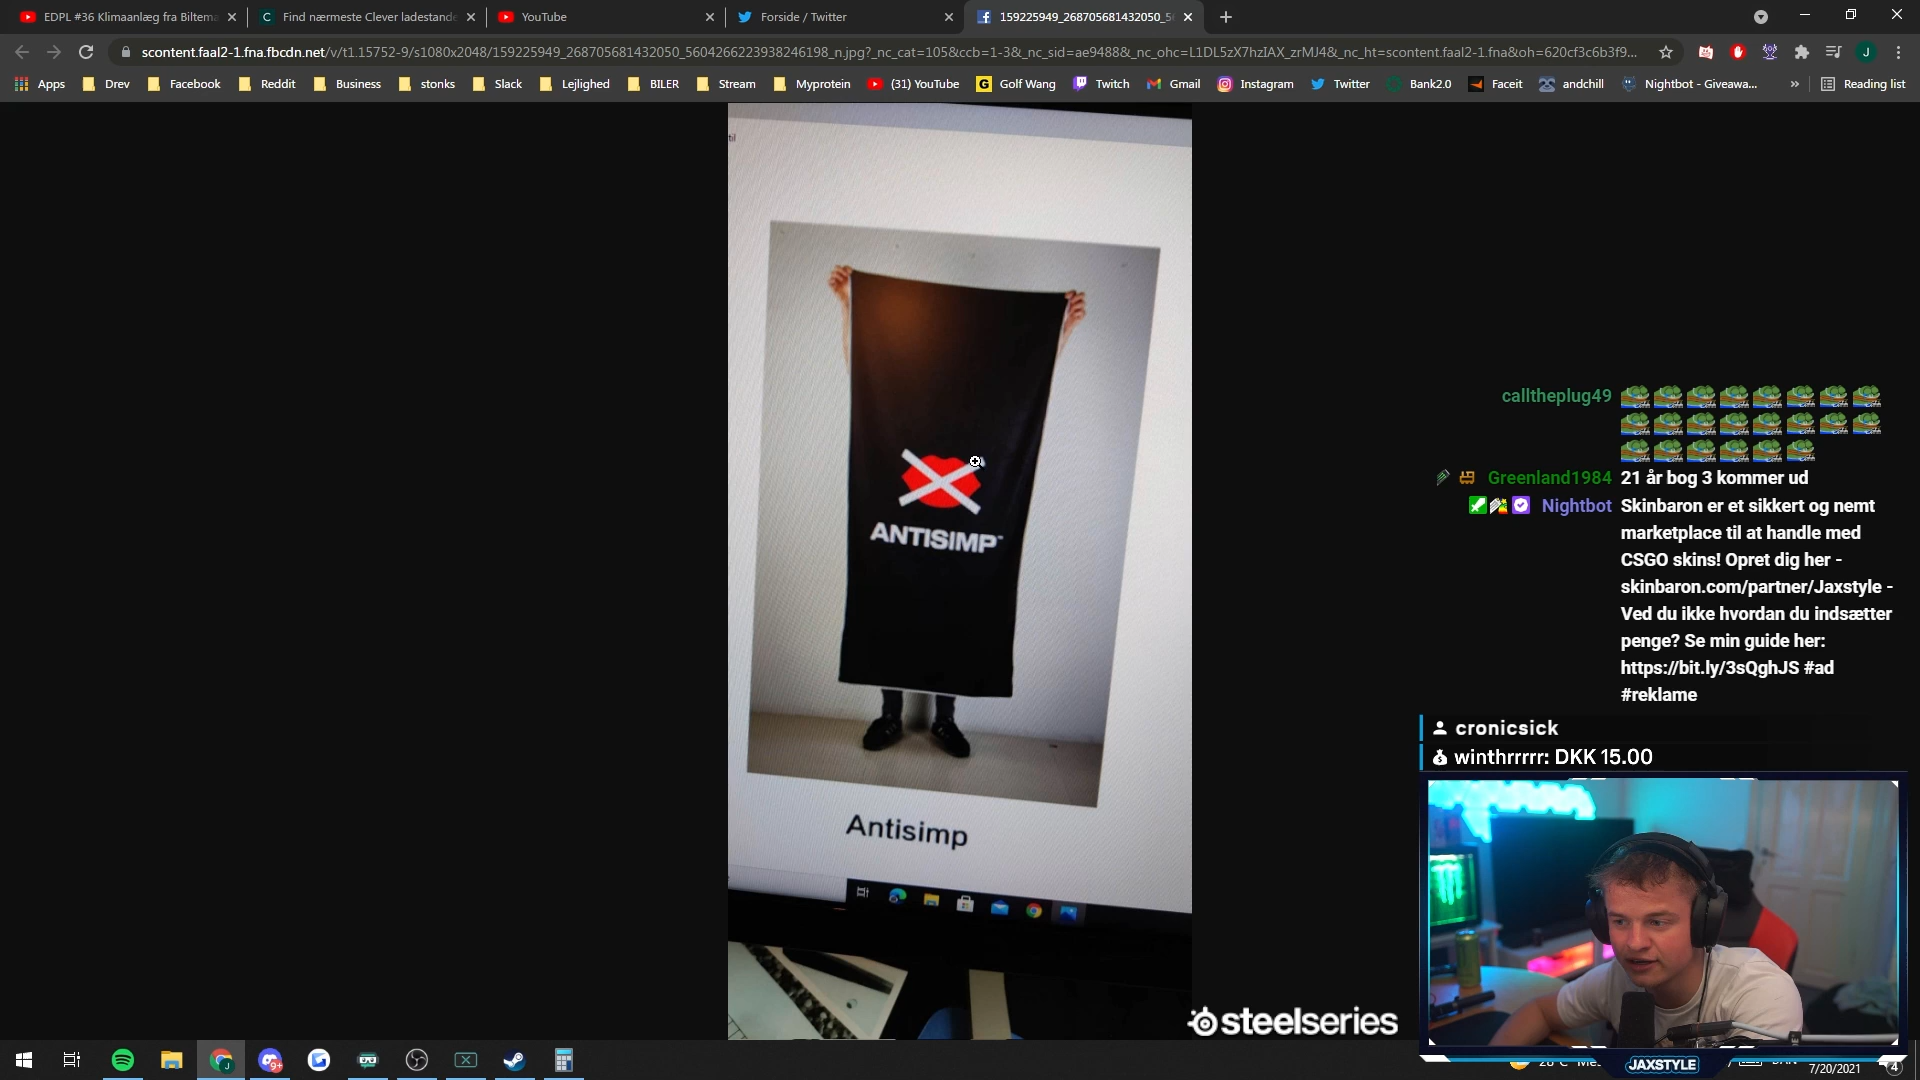 EDPL #36 Klimaanlæg fra Biltema
Find nærmeste Clever ladestande
YouTube
Forside / Twitter
159225949_268705681432050_5
scontent.faal2-1.fna.fbcdn.net/v/t1.15752-9/s1080x2048/159225949_268705681432050_5604266223938246198_n.jpg?_nc_cat=105&ccb=1-3&_nc_sid=ae9488&_nc_ohc=L1DL5zX7hzIAX_zrMJ4&_nc_ht=scontent.faal2-1.fna&oh=620cf3c6b3f9...
J
Apps Drev Facebook Reddit Business stonks Slack Lejlighed BILER Stream Myprotein (31) YouTube Golf Wang Twitch Gmail Instagram Twitter Bank2.0 Faceit andchill Nightbot - Giveawa... » Reading list
til
ANTISIMP™
Antisimp
calltheplug49
Greenland1984 21 år bog 3 kommer ud
Nightbot Skinbaron er et sikkert og nemt
marketplace til at handle med
CSGO skins! Opret dig her -
skinbaron.com/partner/Jaxstyle -
Ved du ikke hvordan du indsætter
penge? Se min guide her:
https://bit.ly/3sQghJS #ad
#reklame
cronicsick
winthrrrrr: DKK 15.00
steelseries
JAXSTYLE
7/20/2021
4